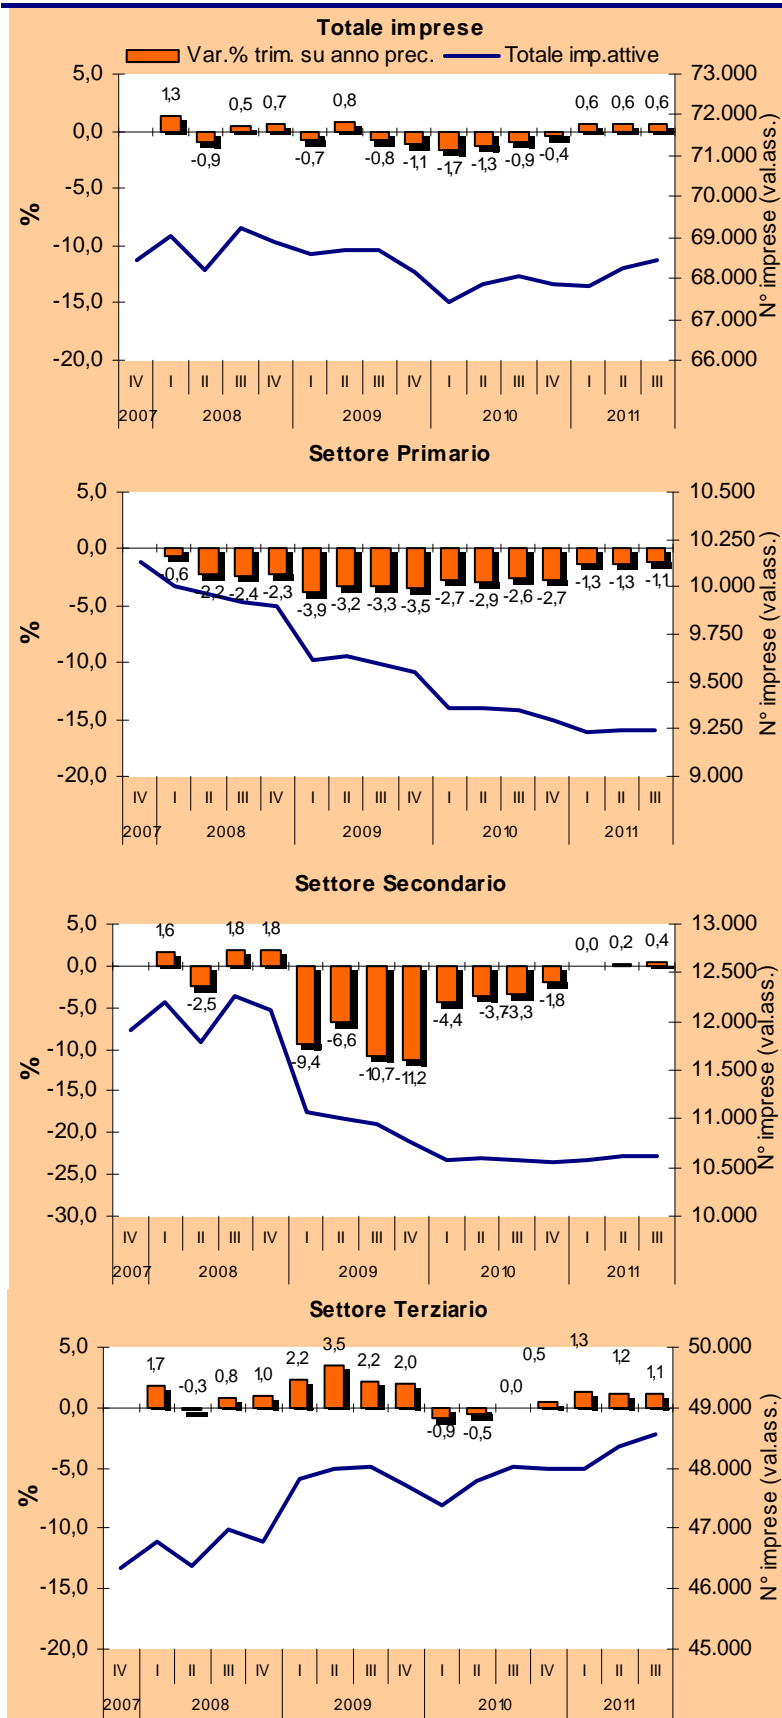 Totale imprese
Var.% trim. su anno prec. Totale imp.attive
5,0 73.000
0,0 72.000
-5,0 71.000
-10,0 70.000
-15,0 69.000
-20,0 68.000
67.000
66.000
1,3 -0,9 0,5 0,7 -0,7 0,8 -0,8 -1,1 -1,7 -1,3 -0,9 -0,4 0,6 0,6 0,6
%
N° imprese (val.ass.)
IV I II III IV I II III IV I II III IV I II III
2007 2008 2009 2010 2011
Settore Primario
5,0 10.500
0,0 10.250
-5,0 10.000
-10,0 9.750
-15,0 9.500
-20,0 9.250
9.000
-0,6 -2,2 -2,4 -2,3 -3,9 -3,2 -3,3 -3,5 -2,7 -2,9 -2,6 -2,7 -1,3 -1,3 -1,1
%
N° imprese (val.ass.)
IV I II III IV I II III IV I II III IV I II III
2007 2008 2009 2010 2011
Settore Secondario
5,0 13.000
0,0 12.500
-5,0 12.000
-10,0 11.500
-15,0 11.000
-20,0 10.500
-25,0 10.000
-30,0
1,6 -2,5 1,8 1,8 -9,4 -6,6 -10,7 -11,2 -4,4 -3,7 -3,3 -1,8 0,0 0,2 0,4
%
N° imprese (val.ass.)
IV I II III IV I II III IV I II III IV I II III
2007 2008 2009 2010 2011
Settore Terziario
5,0 50.000
0,0 49.000
-5,0 48.000
-10,0 47.000
-15,0 46.000
-20,0 45.000
1,7 -0,3 0,8 1,0 2,2 3,5 2,2 2,0 -0,9 -0,5 0,0 0,5 1,3 1,2 1,1
%
N° imprese (val.ass.)
IV I II III IV I II III IV I II III IV I II III
2007 2008 2009 2010 2011